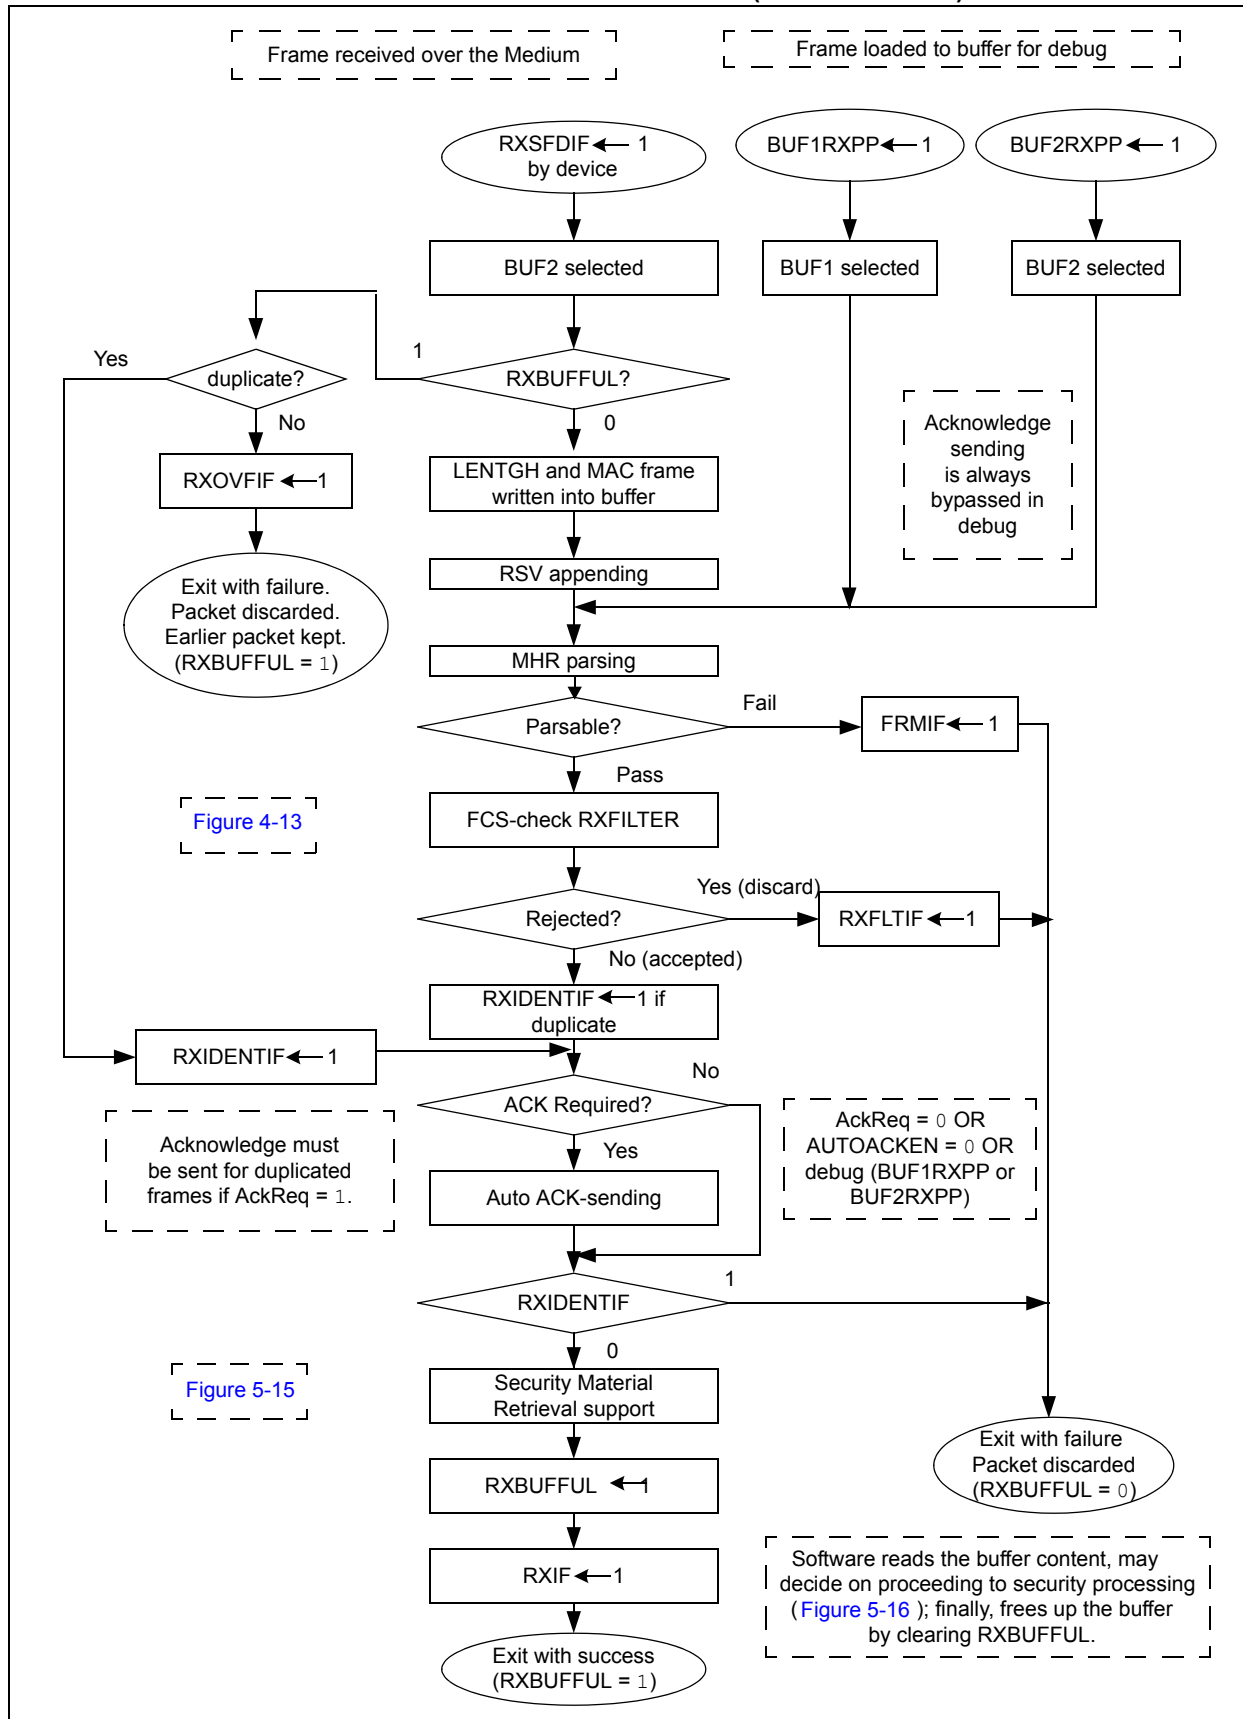 Frame received over the Medium
Frame loaded to buffer for debug
RXSFDIF ← 1
by device
BUF1RXPP ← 1
BUF2RXPP ← 1
BUF2 selected
BUF1 selected
BUF2 selected
Yes
duplicate?
1
RXBUFFUL?
No
0
RXOVFIF ← 1
LENTGH and MAC frame
written into buffer
Acknowledge
sending
is always
bypassed in
debug
RSV appending
Exit with failure.
Packet discarded.
Earlier packet kept.
(RXBUFFUL = 1)
MHR parsing
Parsable?
Fail
FRMIF ← 1
Pass
Figure 4-13
FCS-check RXFILTER
Yes (discard)
Rejected?
RXFLTIF ← 1
No (accepted)
RXIDENTIF ← 1 if
duplicate
RXIDENTIF ← 1
No
ACK Required?
Yes
Acknowledge must
be sent for duplicated
frames if AckReq = 1.
AckReq = 0 OR
AUTOACKEN = 0 OR
debug (BUF1RXPP or
BUF2RXPP)
Auto ACK-sending
1
RXIDENTIF
0
Figure 5-15
Security Material
Retrieval support
Exit with failure
Packet discarded
(RXBUFFUL = 0)
RXBUFFUL ← 1
RXIF ← 1
Software reads the buffer content, may
decide on proceeding to security processing
(Figure 5-16 ); finally, frees up the buffer
by clearing RXBUFFUL.
Exit with success
(RXBUFFUL = 1)